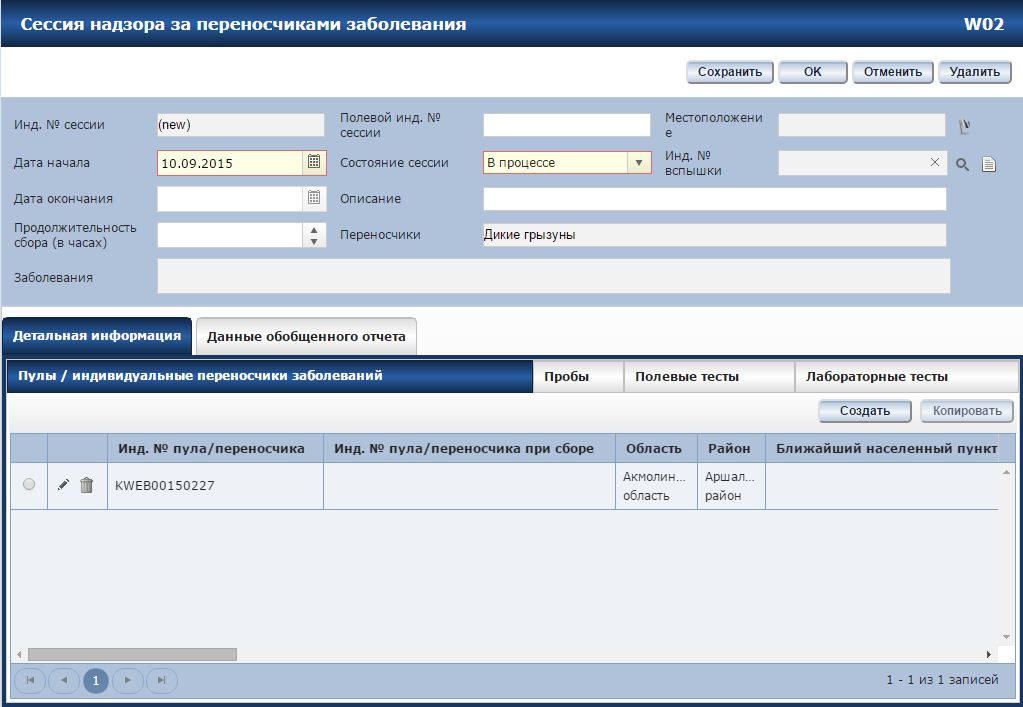 Сессия надзора за переносчиками заболевания W02
Сохранить OK Отменить Удалить
Инд. № сессии (new) Полевой инд. №
сессии Местоположени
е
Дата начала 10.09.2015 Состояние сессии В процессе Инд. №
вспышки
Дата окончания Описание
Продолжительность
сбора (в часах) Переносчики Дикие грызуны
Заболевания
Детальная информация Данные обобщенного отчета
Пулы / индивидуальные переносчики заболеваний Пробы Полевые тесты Лабораторные тесты
Создать Копировать
Инд. № пула/переносчика Инд. № пула/переносчика при сборе Область Район Ближайший населенный пункт
KWEB00150227 Акмолин...
область Аршал...
район
1 1 - 1 из 1 записей